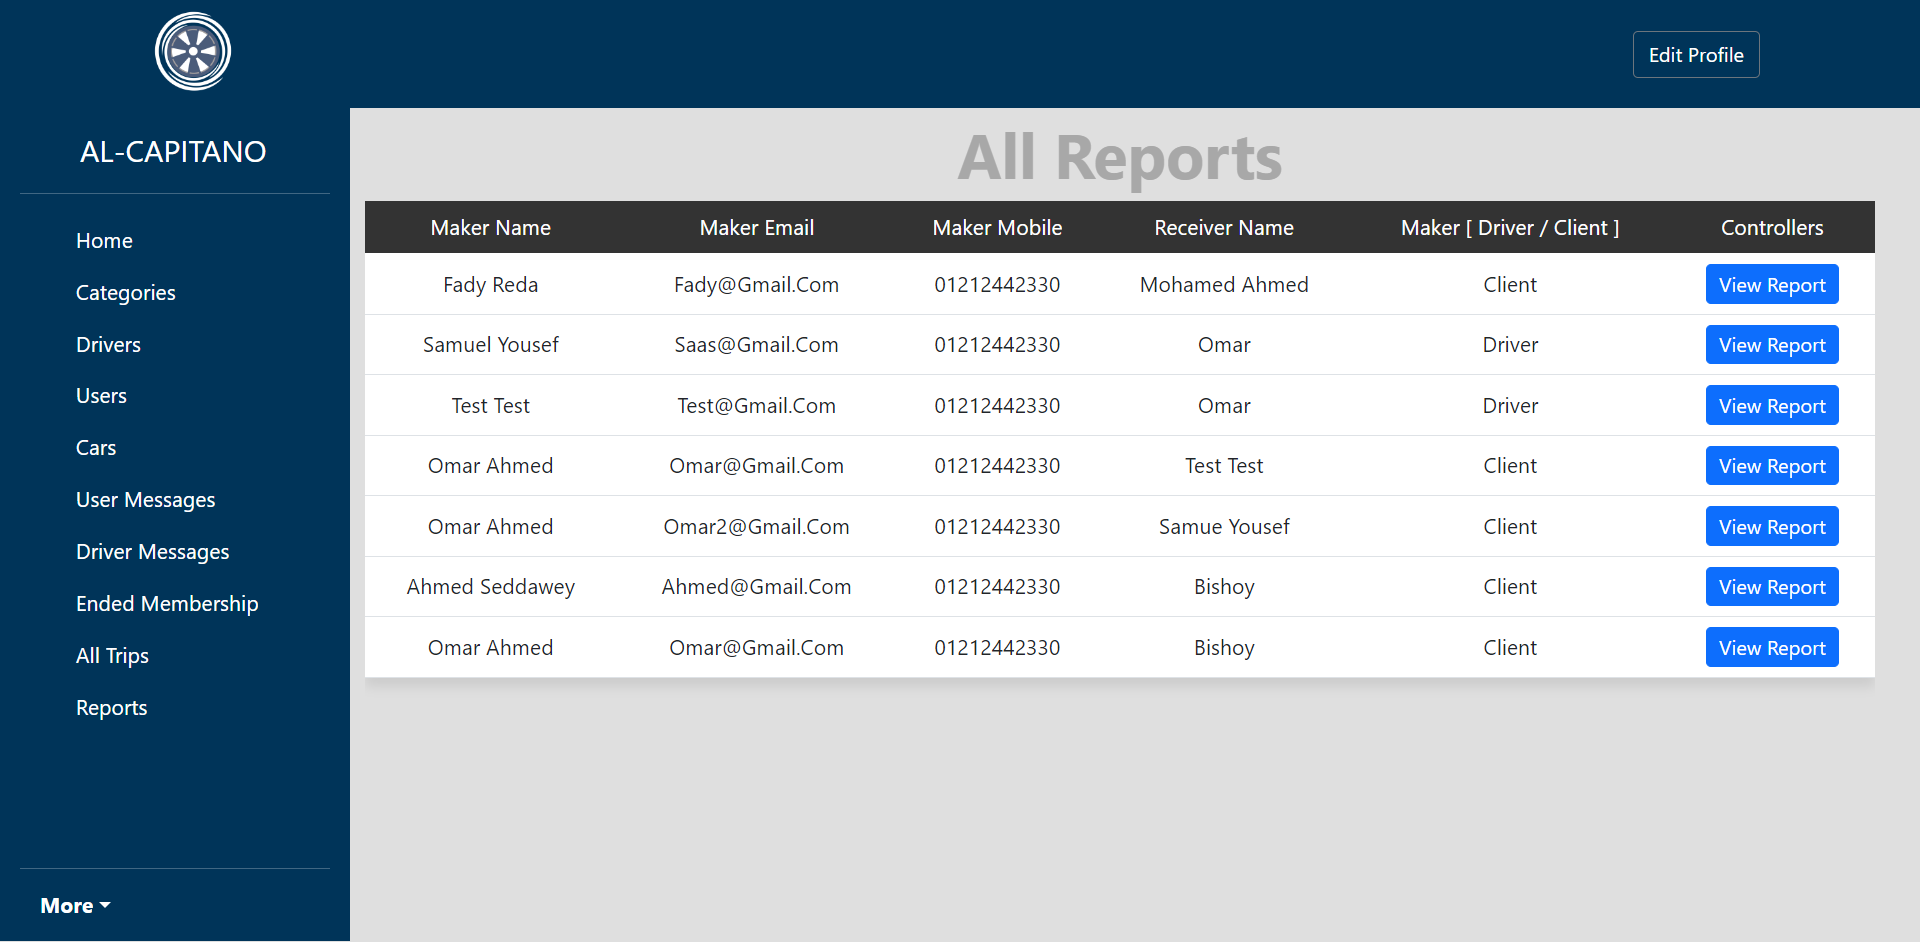 Edit Profile
AL-CAPITANO
Home
Categories
Drivers
Users
Cars
User Messages
Driver Messages
Ended Membership
All Trips
Reports
More
All Reports
Maker Name Maker Email Maker Mobile Receiver Name Maker [ Driver / Client ] Controllers
Fady Reda Fady@Gmail.Com 01212442330 Mohamed Ahmed Client View Report
Samuel Yousef Saas@Gmail.Com 01212442330 Omar Driver View Report
Test Test Test@Gmail.Com 01212442330 Omar Driver View Report
Omar Ahmed Omar@Gmail.Com 01212442330 Test Test Client View Report
Omar Ahmed Omar2@Gmail.Com 01212442330 Samue Yousef Client View Report
Ahmed Seddawey Ahmed@Gmail.Com 01212442330 Bishoy Client View Report
Omar Ahmed Omar@Gmail.Com 01212442330 Bishoy Client View Report